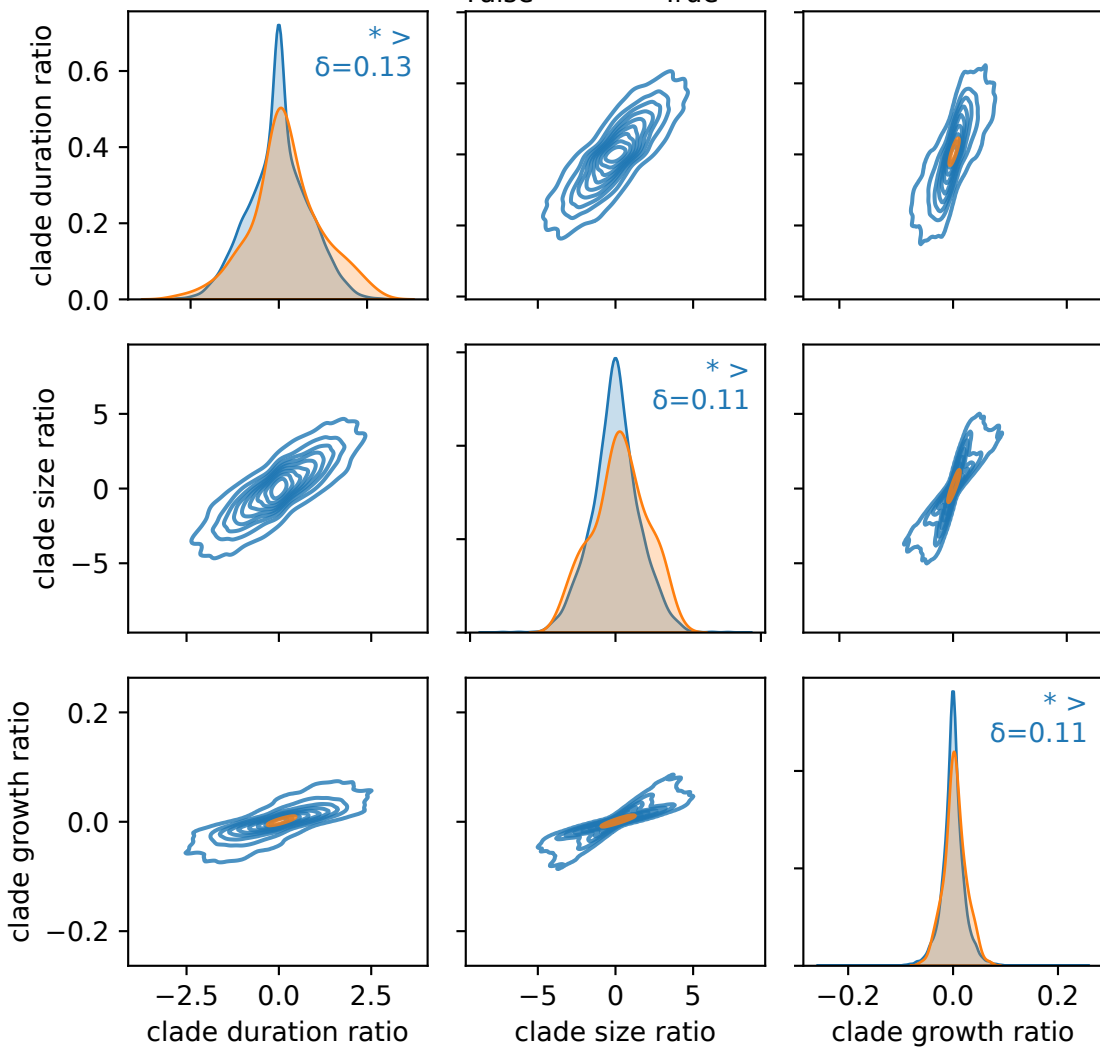 True
clade duration ratio
0.6
0.4
0.2
0.0
* >
δ=0.13
clade size ratio
5
0
−5
* >
δ=0.11
clade growth ratio
0.2
0.0
−0.2
* >
δ=0.11
−2.5 0.0 2.5
−5 0 5
−0.2 0.0 0.2
clade duration ratio
clade size ratio
clade growth ratio